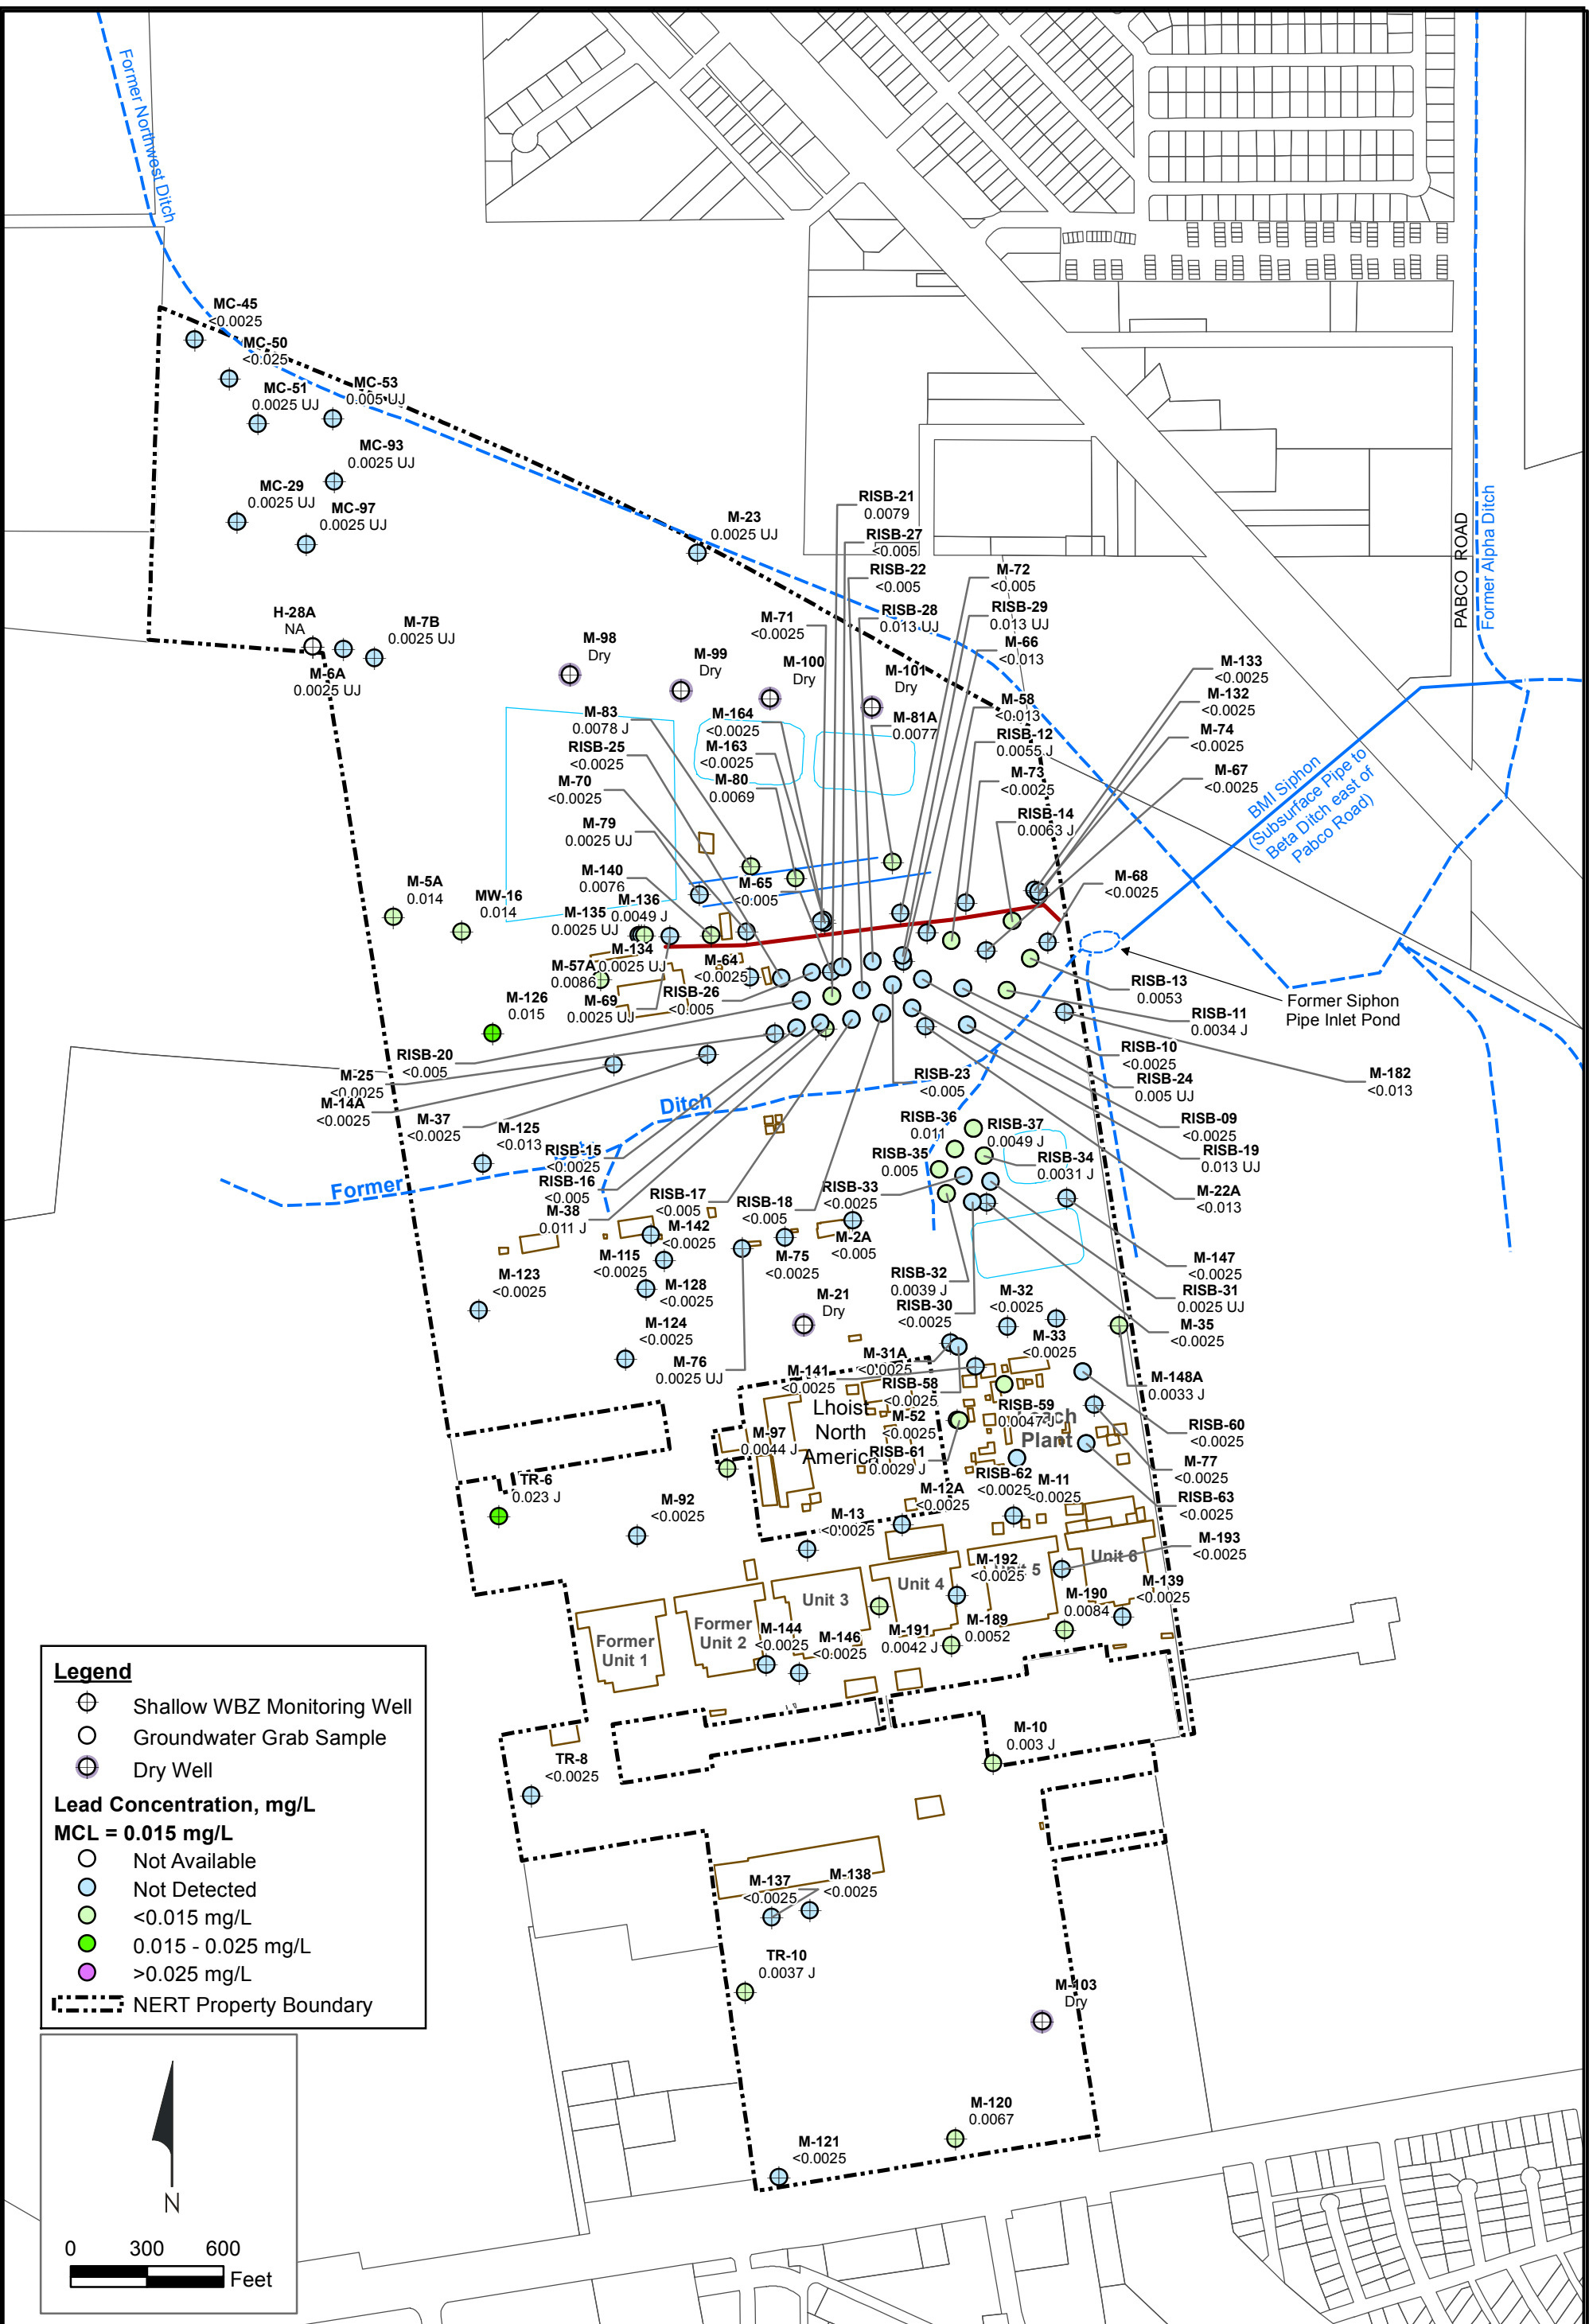 Former Northwest Ditch
MC-45
<0.0025
MC-50
<0.025
MC-51
0.0025 UJ
MC-53
0.005 UJ
MC-93
0.0025 UJ
MC-29
0.0025 UJ
MC-97
0.0025 UJ
M-23
0.0025 UJ
RISB-21
0.0079
RISB-27
<0.005
RISB-22
<0.005
RISB-28
0.013 UJ
M-72
<0.005
RISB-29
0.013 UJ
M-66
<0.013
M-71
<0.0025
H-28A
NA
M-7B
0.0025 UJ
M-6A
0.0025 UJ
M-98
Dry
M-99
Dry
M-100
Dry
M-101
Dry
M-58
<0.013
M-133
<0.0025
M-132
<0.0025
M-74
<0.0025
M-67
<0.0025
PABCO ROAD
Former Alpha Ditch
BMI Siphon
(Subsurface Pipe to
Beta Ditch east of
Pabco Road)
M-83
0.0078 J
RISB-25
<0.0025
M-70
<0.0025
M-79
0.0025 UJ
M-164
<0.0025
M-163
<0.0025
M-80
0.0069
M-81A
0.0077
RISB-12
0.0055 J
M-73
<0.0025
RISB-14
0.0063 J
M-68
<0.0025
M-5A
0.014
MW-16
0.014
M-140
0.0076
M-136
0.0049 J
M-135
0.0025 UJ
M-65
<0.005
M-134
0.0025 UJ
M-57A
0.0086
M-64
<0.0025
M-69
0.0025 UJ
RISB-26
<0.005
M-126
0.015
RISB-13
0.0053
RISB-11
0.0034 J
Former Siphon
Pipe Inlet Pond
RISB-10
<0.0025
RISB-24
0.005 UJ
M-182
<0.013
RISB-20
<0.005
M-25
<0.0025
M-14A
<0.0025
M-37
<0.0025
M-125
<0.013
Ditch
Former
RISB-23
<0.005
RISB-09
<0.0025
RISB-19
0.013 UJ
M-22A
<0.013
RISB-36
0.011
RISB-37
0.0049 J
RISB-35
0.005
RISB-34
0.0031 J
RISB-15
<0.0025
RISB-16
<0.005
M-38
0.011 J
RISB-17
<0.005
RISB-18
<0.005
RISB-33
<0.0025
M-142
<0.0025
M-115
<0.0025
M-75
<0.0025
M-2A
<0.005
M-128
<0.0025
M-123
<0.0025
M-124
<0.0025
M-21
Dry
M-76
0.0025 UJ
RISB-32
0.0039 J
RISB-30
<0.0025
M-32
<0.0025
M-33
<0.0025
M-147
<0.0025
RISB-31
0.0025 UJ
M-35
<0.0025
M-148A
0.0033 J
M-31A
<0.0025
M-141
<0.0025
RISB-58
<0.0025
M-52
<0.0025
RISB-59
0.0047 J
RISB-61
0.0029 J
RISB-60
<0.0025
M-77
<0.0025
RISB-63
<0.0025
Lhoist
North
America
Plant
M-97
0.0044 J
TR-6
0.023 J
M-92
<0.0025
M-13
<0.0025
M-12A
<0.0025
RISB-62
<0.0025
M-11
<0.0025
M-193
<0.0025
M-192
<0.0025
M-139
<0.0025
M-190
0.0084
M-189
0.0052
M-191
0.0042 J
M-144
<0.0025
M-146
<0.0025
Former
Unit 1
Former
Unit 2
Unit 3
Unit 4
Unit 6
M-10
0.003 J
TR-8
<0.0025
M-137
<0.0025
M-138
<0.0025
TR-10
0.0037 J
M-103
Dry
M-120
0.0067
M-121
<0.0025
Legend
Shallow WBZ Monitoring Well
Groundwater Grab Sample
Dry Well
Lead Concentration, mg/L
MCL = 0.015 mg/L
Not Available
Not Detected
<0.015 mg/L
0.015 - 0.025 mg/L
>0.025 mg/L
NERT Property Boundary
N
0 300 600
Feet